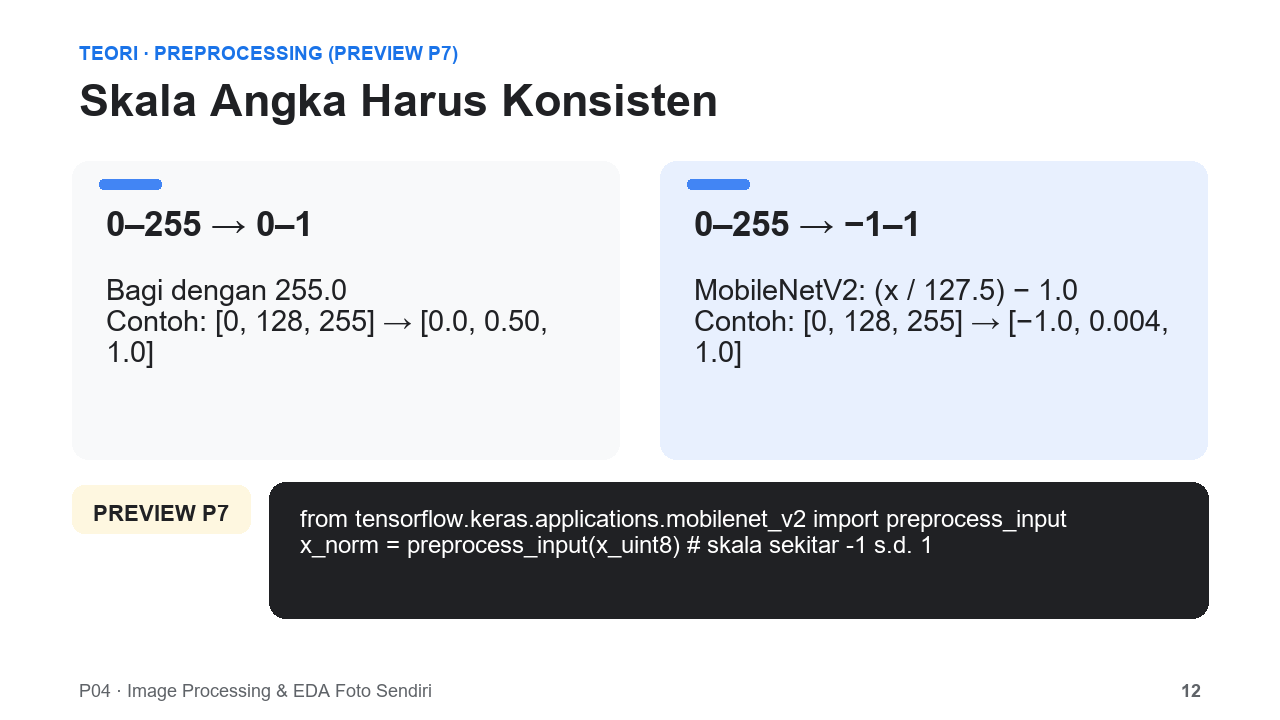 TEORI · PREPROCESSING (PREVIEW P7)
Skala Angka Harus Konsisten
0–255 → 0–1
Bagi dengan 255.0
Contoh: [0, 128, 255] → [0.0, 0.50,
1.0]
0–255 → −1–1
MobileNetV2: (x / 127.5) − 1.0
Contoh: [0, 128, 255] → [−1.0, 0.004,
1.0]
PREVIEW P7
from tensorflow.keras.applications.mobilenet_v2 import preprocess_input
x_norm = preprocess_input(x_uint8) # skala sekitar -1 s.d. 1
P04 · Image Processing & EDA Foto Sendiri
12